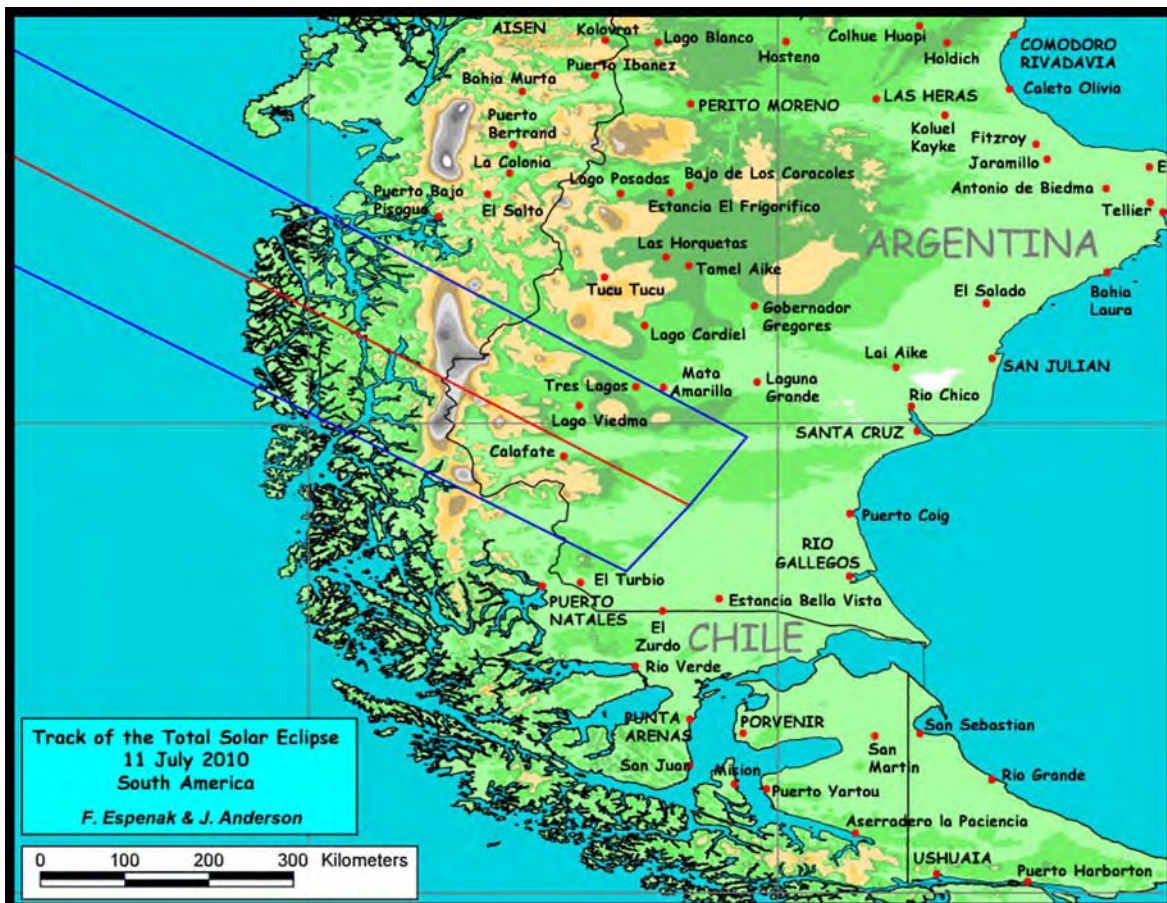 AISEN
Kolovrat
Lago Blanco
Hostena
Colhue Huapi
Holdich
COMODORO
RIVADAVIA
Puerto Ibanez
Bahia Murta
PERITO MORENO
LAS HERAS
Caleta Olivia
Puerto
Bertrand
Koluel
Kayke
Fitzroy
Jaramillo
La Colonia
Lago Posadas
Bajo de Los Caracoles
Antonio de Biedma
E
Puerto Bajo
Pisagua
El Salto
Estancia El Frigorifico
Tellier
Las Horquetas
ARGENTINA
Tamel Aike
Tucu Tucu
Gobernador
Gregores
El Salado
Bahia
Laura
Lago Cardiel
Lai Aike
SAN JULIAN
Tres Lagos
Mata
Amarilla
Laguna
Grande
Rio Chico
Lago Viedma
SANTA CRUZ
Calafate
Puerto Coig
RIO
GALLEGOS
El Turbio
PUERTO
NATALES
Estancia Bella Vista
El
Zurdo
CHILE
Rio Verde
PUNTA
ARENAS
PORVENIR
San Sebastian
San
Martin
San Juan
Mision
Puerto Yartou
Rio Grande
Aserradero la Paciencia
USHUAIA
Puerto Harborton
Track of the Total Solar Eclipse
11 July 2010
South America
F. Espenak & J. Anderson
0 100 200 300 Kilometers